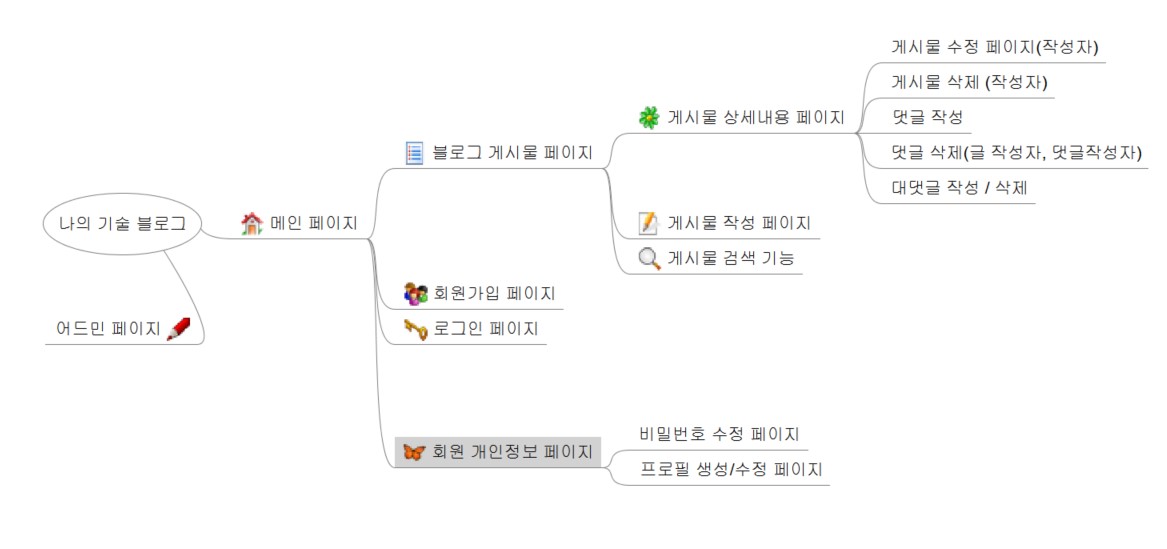 나의 기술 블로그
메인 페이지
블로그 게시물 페이지
게시물 상세내용 페이지
게시물 수정 페이지(작성자)
게시물 삭제 (작성자)
댓글 작성
댓글 삭제(글 작성자, 댓글작성자)
대댓글 작성 / 삭제
게시물 작성 페이지
게시물 검색 기능
회원가입 페이지
로그인 페이지
회원 개인정보 페이지
비밀번호 수정 페이지
프로필 생성/수정 페이지
어드민 페이지